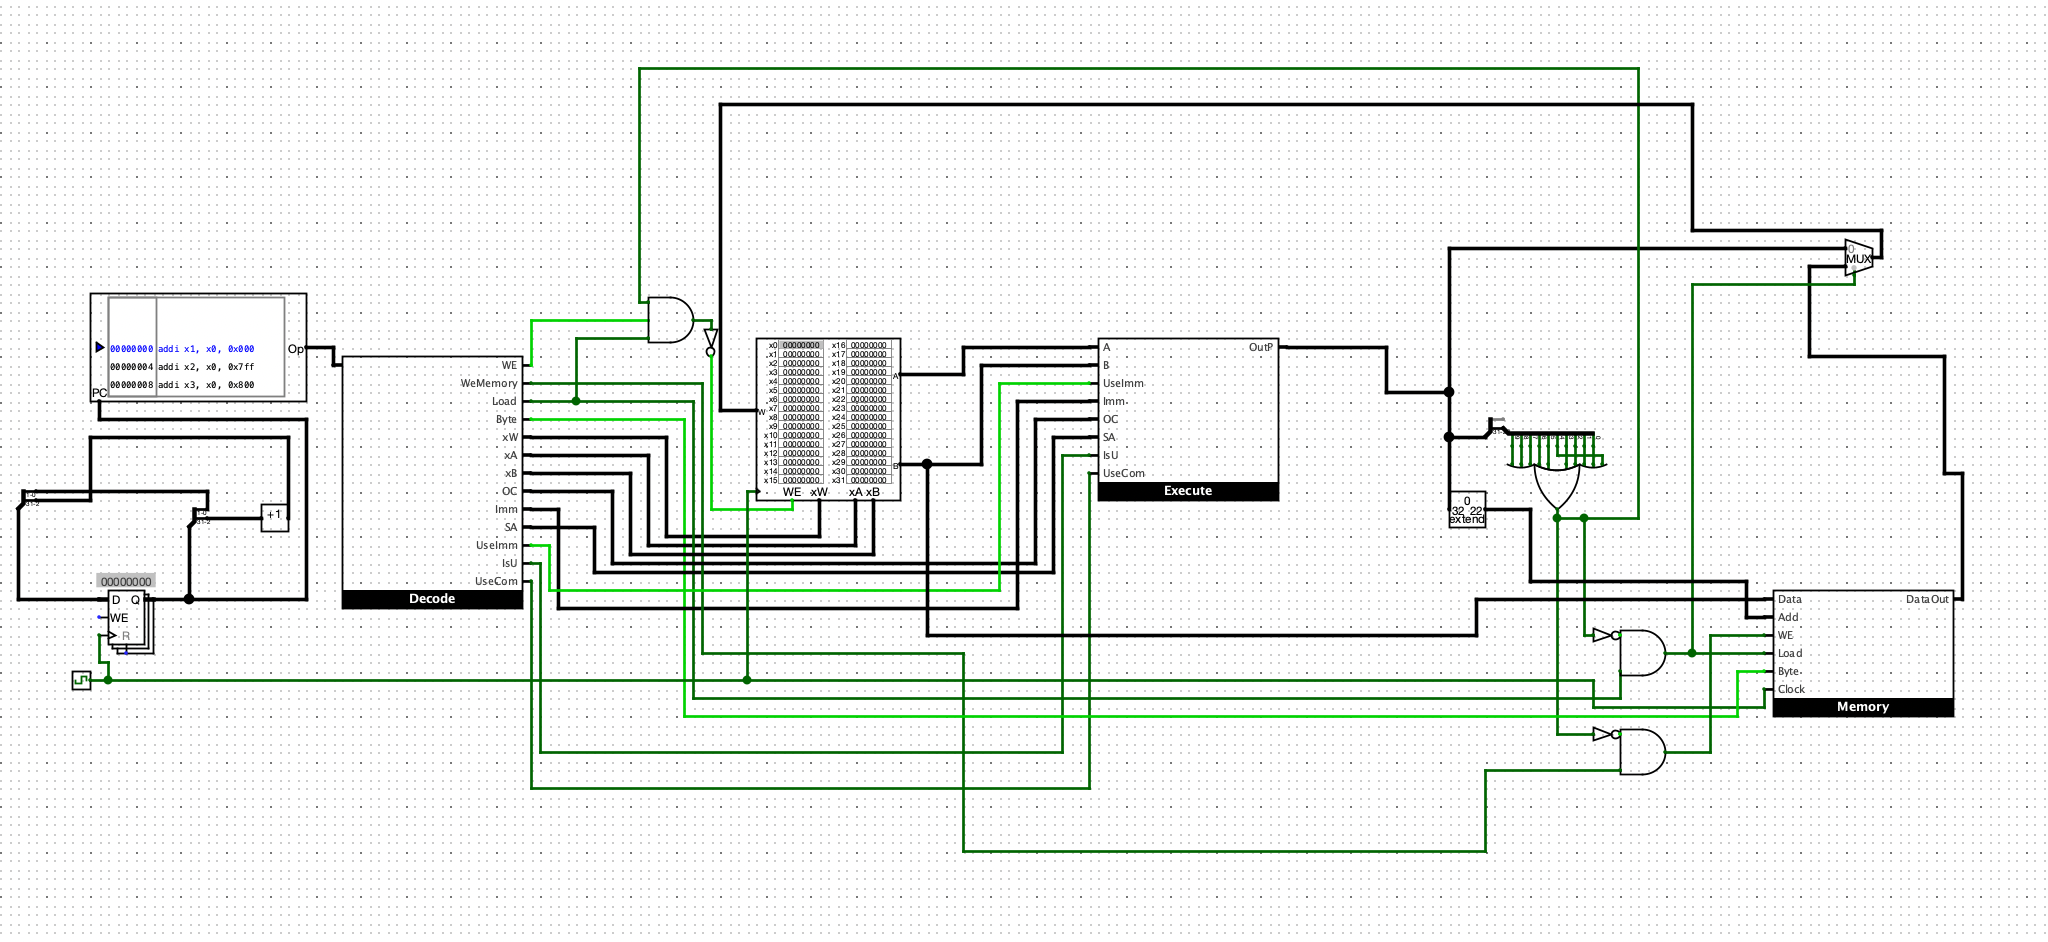 00000000 addi x1, x0, 0x000
Op
00000004 addi x2, x0, 0x7ff
00000008 addi x3, x0, 0x800
PC
+1
00000000
D Q
WE
R
WE
WeMemory
Load
Byte
xW
xA
xB
OC
Imm
SA
UseImm
IsU
UseCom
Decode
x0 00000000 x16 00000000
x1 00000000 x17 00000000
x2 00000000 x18 00000000
x3 00000000 x19 00000000
x4 00000000 x20 00000000
x5 00000000 x21 00000000
x6 00000000 x22 00000000
x7 00000000 x23 00000000
x8 00000000 x24 00000000
x9 00000000 x25 00000000
x10 00000000 x26 00000000
x11 00000000 x27 00000000
x12 00000000 x28 00000000
x13 00000000 x29 00000000
x14 00000000 x30 00000000
x15 00000000 x31 00000000
W
A
B
WE xW xA xB
A OutP
B
UseImm
Imm
OC
SA
IsU
UseCom
Execute
0
32 22
extend
0
MUX
Data DataOut
Add
WE
Load
Byte
Clock
Memory